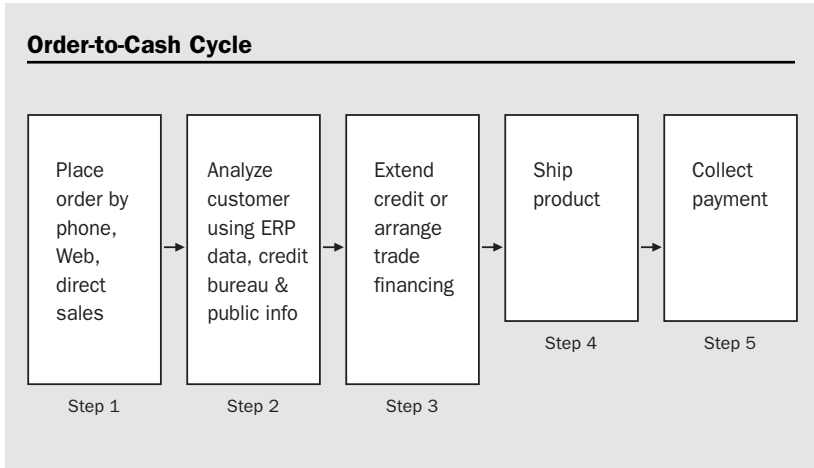 Order-to-Cash Cycle
Place
order by
phone,
Web,
direct
sales
Step 1
Analyze
customer
using ERP
data, credit
bureau &
public info
Step 2
Extend
credit or
arrange
trade
financing
Step 3
Ship
product
Step 4
Collect
payment
Step 5